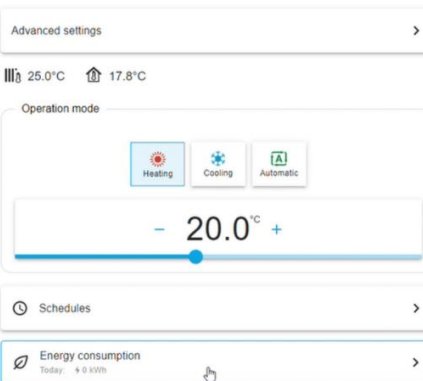 Advanced settings
25.0°C 17.8°C
Operation mode
Heating Cooling A Automatic
− 20.0°C +
Schedules
Energy consumption
Today: 0 kWh